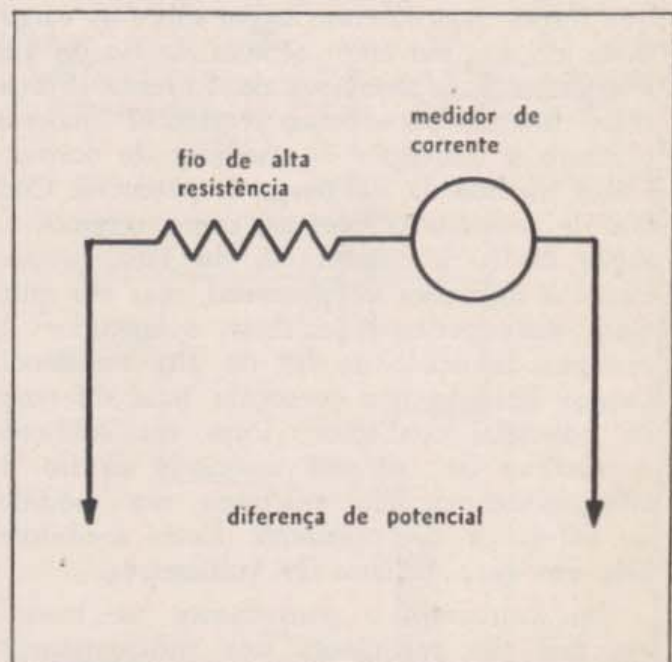 medidor de
corrente
fio de alta
resistência
diferença de potencial